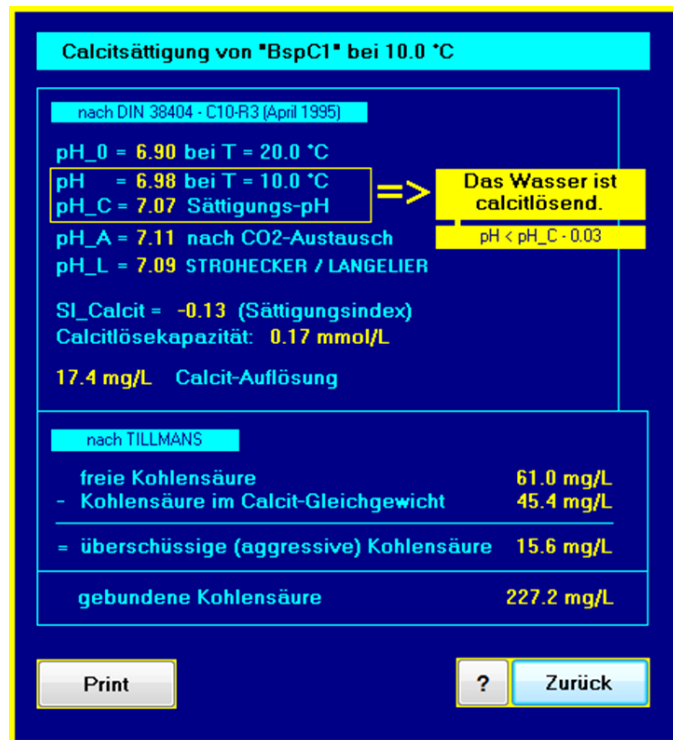 Calcitsättigung von "BspC1" bei 10.0 °C
nach DIN 38404 - C10-R3 (April 1995)
pH_0 = 6.90 bei T = 20.0 °C
pH = 6.98 bei T = 10.0 °C
pH_C = 7.07 Sättigungs-pH
=>
Das Wasser ist
calcitlösend.
pH < pH_C - 0.03
pH_A = 7.11 nach CO2-Austausch
pH_L = 7.09 STROHECKER / LANGELIER
SI_Calcit = -0.13 (Sättigungsindex)
Calcitlösekapazität: 0.17 mmol/L
17.4 mg/L Calcit-Auflösung
nach TILLMANS
freie Kohlensäure 61.0 mg/L
- Kohlensäure im Calcit-Gleichgewicht 45.4 mg/L
= überschüssige (aggressive) Kohlensäure 15.6 mg/L
gebundene Kohlensäure 227.2 mg/L
Print ? Zurück